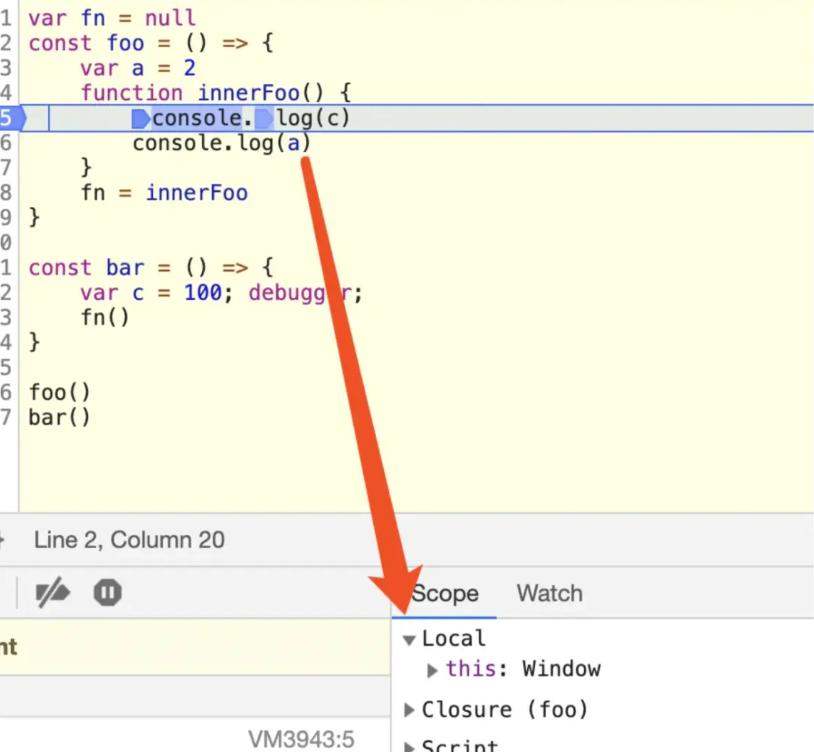 1 var fn = null
2 const foo = () => {
3     var a = 2
4     function innerFoo() {
5         console.log(c)
6         console.log(a)
7     }
8     fn = innerFoo
9 }
0
1 const bar = () => {
2     var c = 100; debugger;
3     fn()
4 }
5
6 foo()
7 bar()
Line 2, Column 20
Scope Watch
nt
Local
this: Window
Closure (foo)
VM3943:5
Script